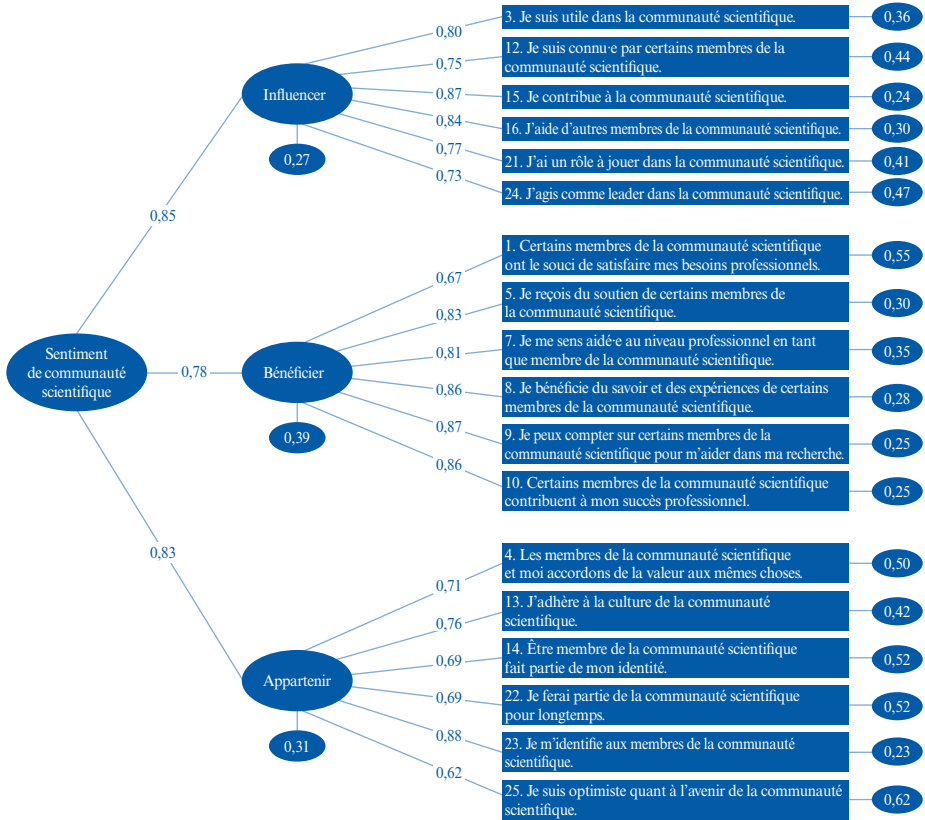 3. Je suis utile dans la communauté scientifique.
0,36
0,80
12. Je suis connu·e par certains membres de la
communauté scientifique.
0,44
0,75
Influencer
15. Je contribue à la communauté scientifique.
0,24
0,87
16. J'aide d'autres membres de la communauté scientifique.
0,30
0,84
21. J'ai un rôle à jouer dans la communauté scientifique.
0,41
0,77
0,27
24. J'agis comme leader dans la communauté scientifique.
0,47
0,73
0,85
1. Certains membres de la communauté scientifique
ont le souci de satisfaire mes besoins professionnels.
0,55
0,67
5. Je reçois du soutien de certains membres de
la communauté scientifique.
0,30
0,83
Sentiment
de communauté
scientifique
0,78
Bénéficier
7. Je me sens aidé·e au niveau professionnel en tant
que membre de la communauté scientifique.
0,35
0,81
8. Je bénéficie du savoir et des expériences de certains
membres de la communauté scientifique.
0,28
0,86
0,39
9. Je peux compter sur certains membres de la
communauté scientifique pour m'aider dans ma recherche.
0,25
0,87
10. Certains membres de la communauté scientifique
contribuent à mon succès professionnel.
0,25
0,86
0,83
4. Les membres de la communauté scientifique
et moi accordons de la valeur aux mêmes choses.
0,50
0,71
13. J'adhère à la culture de la communauté
scientifique.
0,42
0,76
Appartenir
14. Être membre de la communauté scientifique
fait partie de mon identité.
0,52
0,69
22. Je ferai partie de la communauté scientifique
pour longtemps.
0,52
0,69
0,31
23. Je m'identifie aux membres de la communauté
scientifique.
0,23
0,88
25. Je suis optimiste quant à l'avenir de la communauté
scientifique.
0,62
0,62